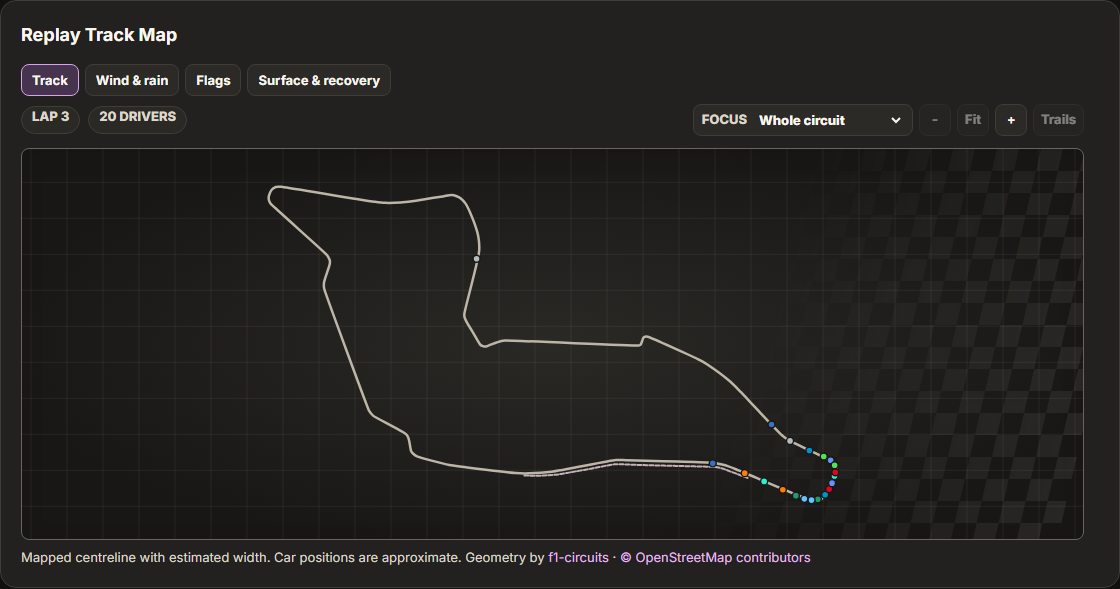 Replay Track Map
Track Wind & rain Flags Surface & recovery
LAP 3 20 DRIVERS FOCUS Whole circuit - Fit + Trails
Mapped centreline with estimated width. Car positions are approximate. Geometry by f1-circuits · © OpenStreetMap contributors